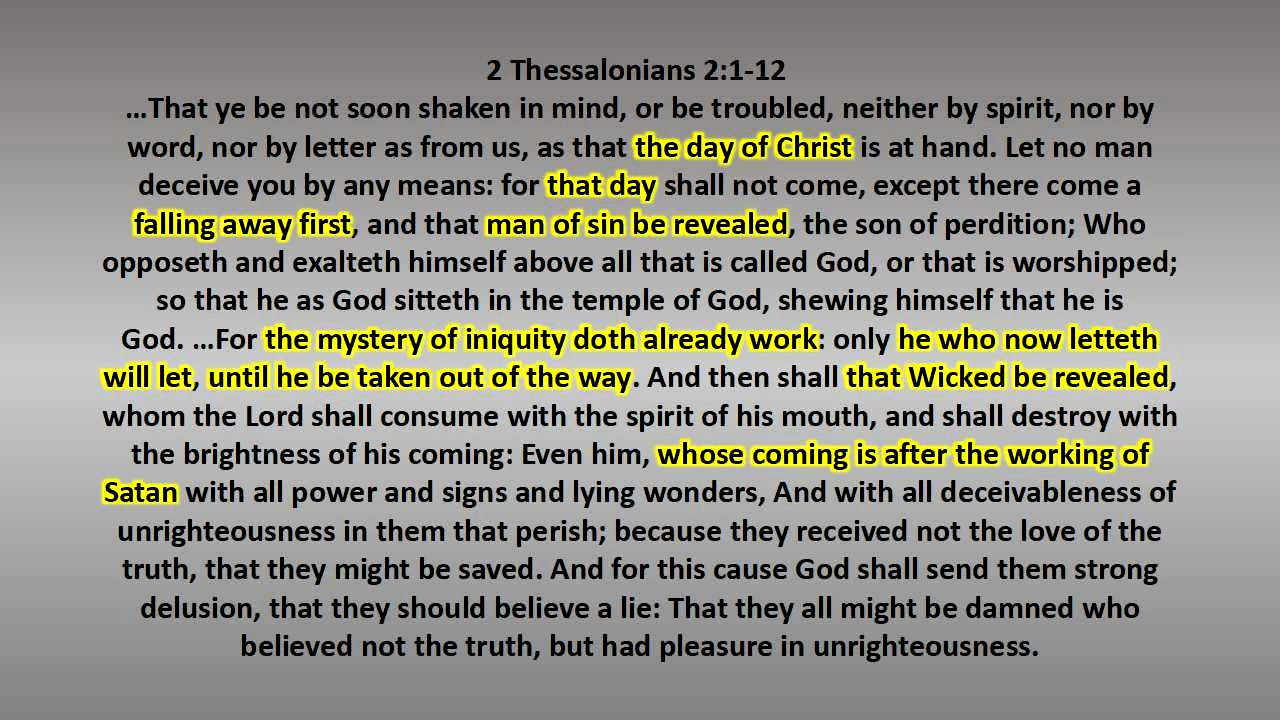 2 Thessalonians 2:1-12
…That ye be not soon shaken in mind, or be troubled, neither by spirit, nor by
word, nor by letter as from us, as that the day of Christ is at hand. Let no man
deceive you by any means: for that day shall not come, except there come a
falling away first, and that man of sin be revealed, the son of perdition; Who
opposeth and exalteth himself above all that is called God, or that is worshipped;
so that he as God sitteth in the temple of God, shewing himself that he is
God. …For the mystery of iniquity doth already work: only he who now letteth
will let, until he be taken out of the way. And then shall that Wicked be revealed,
whom the Lord shall consume with the spirit of his mouth, and shall destroy with
the brightness of his coming: Even him, whose coming is after the working of
Satan with all power and signs and lying wonders, And with all deceivableness of
unrighteousness in them that perish; because they received not the love of the
truth, that they might be saved. And for this cause God shall send them strong
delusion, that they should believe a lie: That they all might be damned who
believed not the truth, but had pleasure in unrighteousness.